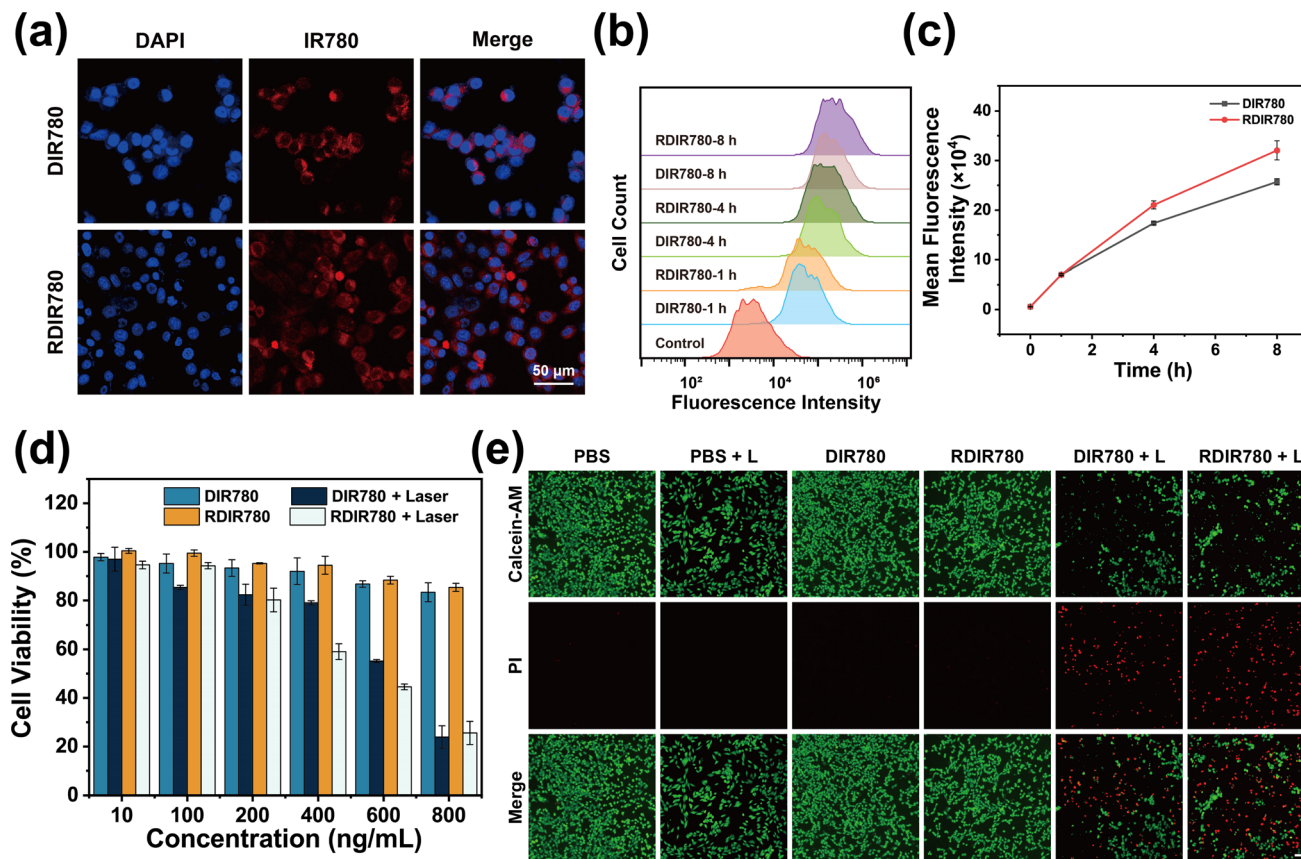 (a)
DAPI IR780 Merge
DIR780
RDIR780
50 µm
(b)
RDIR780-8 h
DIR780-8 h
RDIR780-4 h
DIR780-4 h
RDIR780-1 h
DIR780-1 h
Control
Cell Count
10² 10⁴ 10⁶
Fluorescence Intensity
(c)
DIR780
RDIR780
40
30
20
10
0
Mean Fluorescence
Intensity (×10⁴)
0 2 4 6 8
Time (h)
(d)
DIR780 DIR780 + Laser
RDIR780 RDIR780 + Laser
120
100
80
60
40
20
0
Cell Viability (%)
10 100 200 400 600 800
Concentration (ng/mL)
(e)
PBS PBS + L DIR780 RDIR780 DIR780 + L RDIR780 + L
Calcein-AM
PI
Merge